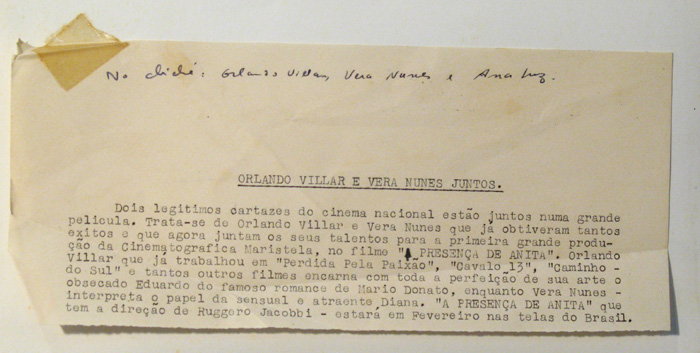 No clichê: Orlando Villar, Vera Nunes e Ana Luz.
ORLANDO VILLAR E VERA NUNES JUNTOS.
Dois legitimos cartazes do cinema nacional estão juntos numa grande
pelicula. Trata-se de Orlando Villar e Vera Nunes que já obtiveram tantos
exitos e que agora juntam os seus talentos para a primeira grande produ-
ção da Cinematografica Maristela, no filme "A PRESENÇA DE ANITA". Orlando
Villar que já trabalhou em "Perdida Pela Paixão", "Cavalo 13", "Caminho -
do Sul" e tantos outros filmes encarna com toda a perfeição de sua arte o
obsecado Eduardo do famoso romance de Mario Donato, enquanto Vera Nunes -
interpreta o papel da sensual e atraente Diana. "A PRESENÇA DE ANITA" que
tem a direção de Ruggero Jacobbi - estará em Fevereiro nas telas do Brasil.